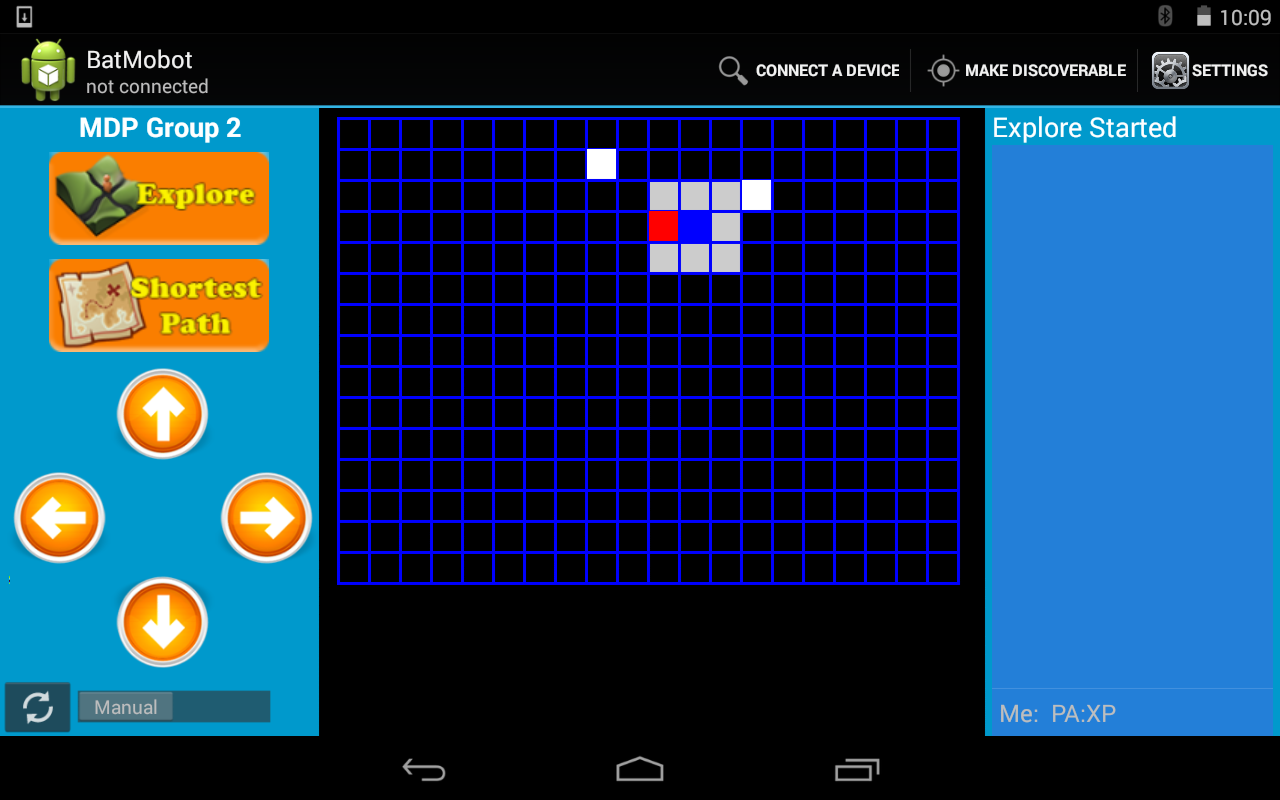 10:09
BatMobot
not connected
CONNECT A DEVICE
MAKE DISCOVERABLE
SETTINGS
MDP Group 2
Explore
Shortest
Path
Manual
Explore Started
Me: PA:XP